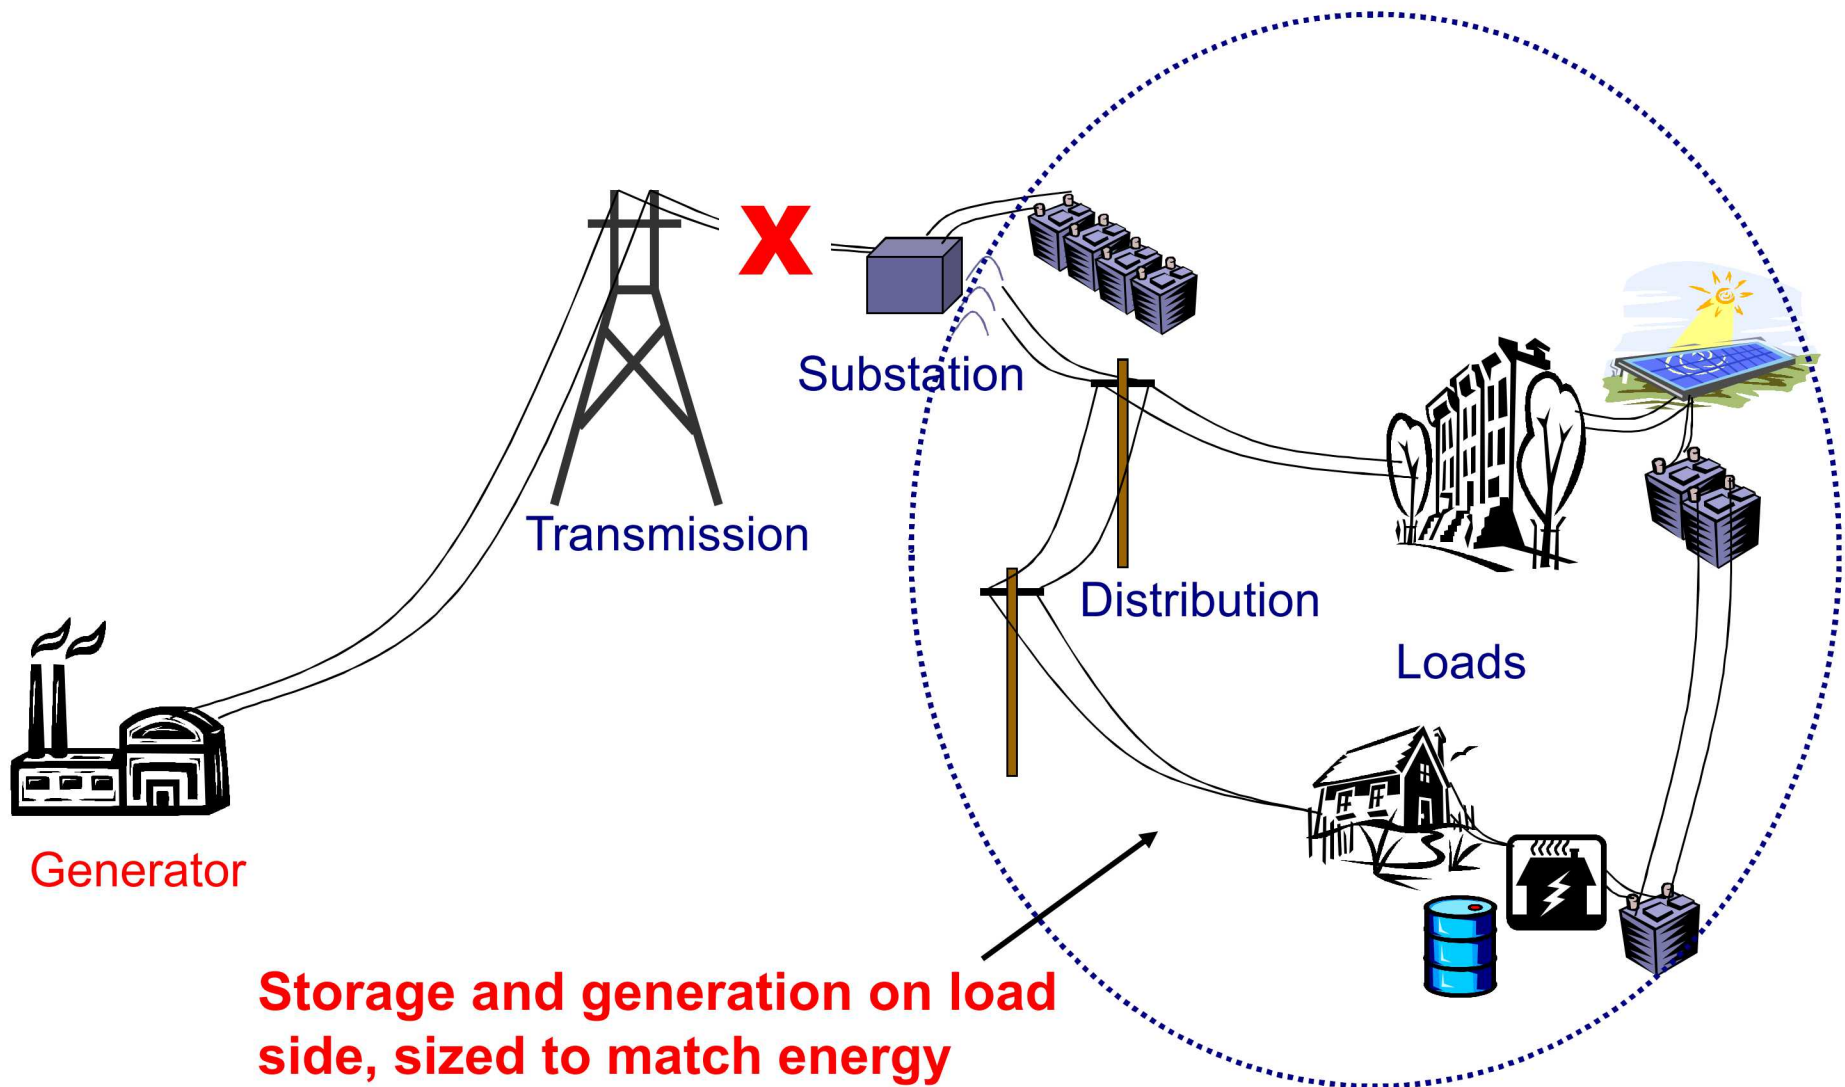 X
Substation
Transmission
Distribution
Loads
Generator
Storage and generation on load
side, sized to match energy